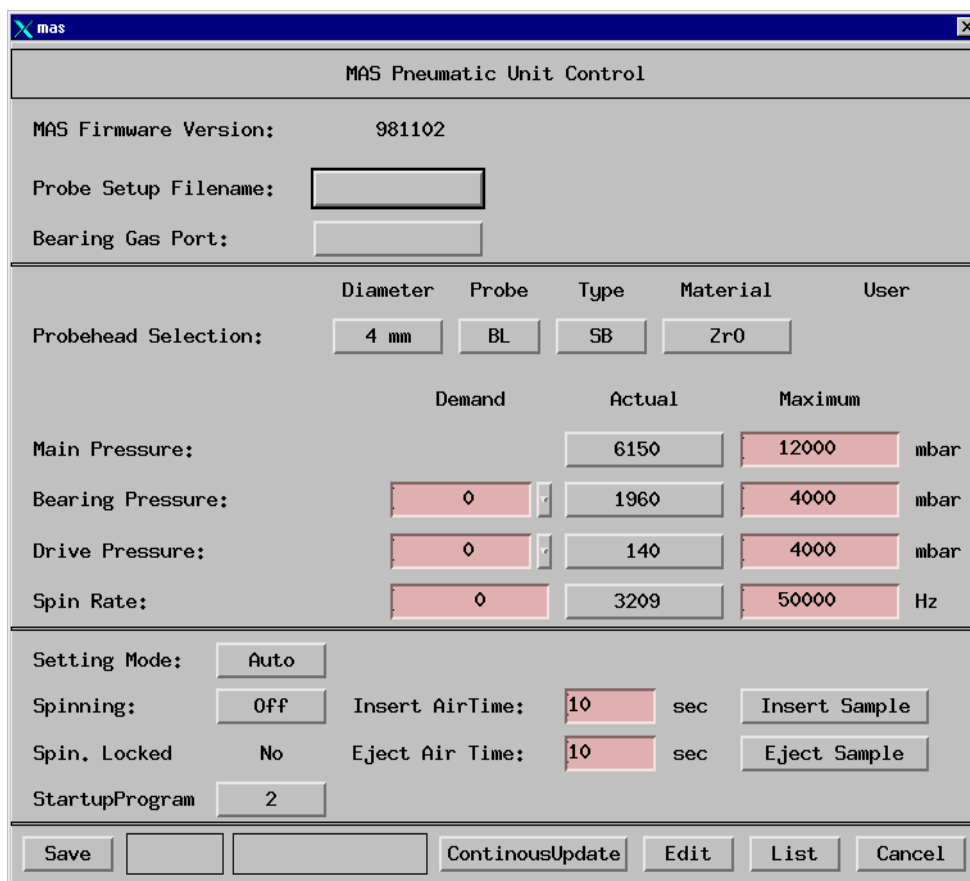 mas
MAS Pneumatic Unit Control
MAS Firmware Version: 981102
Probe Setup Filename:
Bearing Gas Port:
Diameter Probe Type Material User
Probehead Selection: 4 mm BL SB ZrO
Demand Actual Maximum
Main Pressure: 6150 12000 mbar
Bearing Pressure: 0 1960 4000 mbar
Drive Pressure: 0 140 4000 mbar
Spin Rate: 0 3209 50000 Hz
Setting Mode: Auto
Spinning: Off Insert AirTime: 10 sec Insert Sample
Spin. Locked No Eject Air Time: 10 sec Eject Sample
StartupProgram 2
Save ContinousUpdate Edit List Cancel